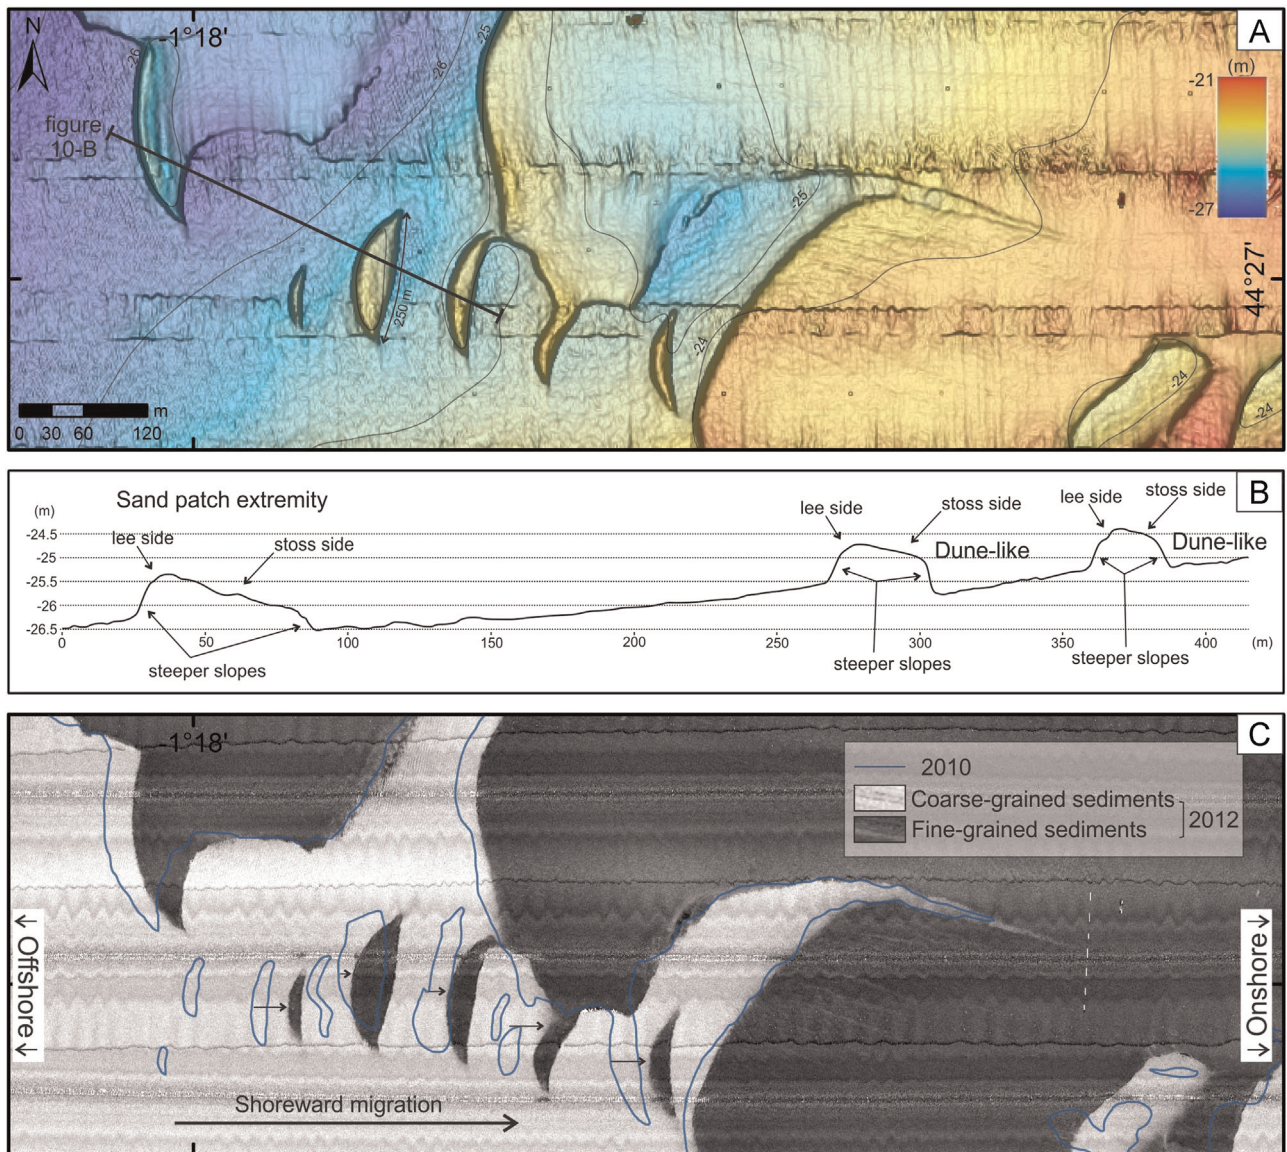 N
-1°18'
A
(m)
-21
-27
-26
-26
-25
figure
10-B
-25
250 m
44°27'
-24
-24
-24
m
0 30 60 120
B
Sand patch extremity
(m)
lee side
stoss side
lee side
stoss side
lee side
stoss side
Dune-like
Dune-like
-24.5
-25
-25.5
-26
-26.5
0 50 100 150 200 250 300 350 400 (m)
steeper slopes
steeper slopes
steeper slopes
C
-1°18'
2010
Coarse-grained sediments
Fine-grained sediments
2012
← Offshore →
← Onshore →
Shoreward migration